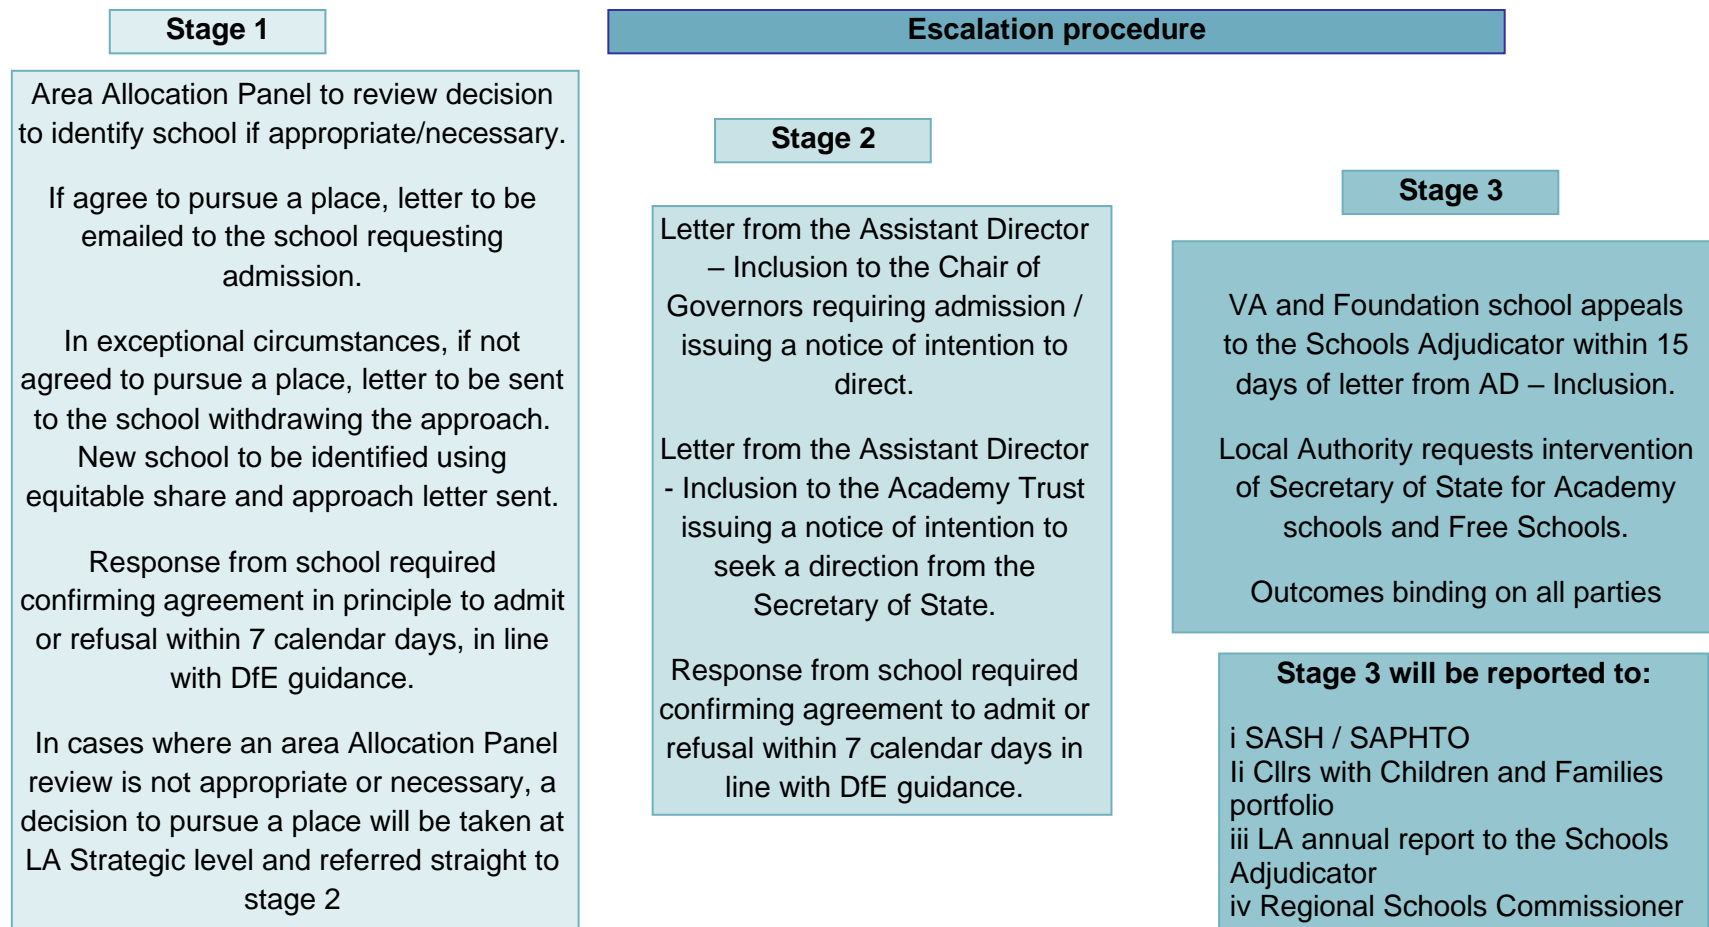 Stage 1
Escalation procedure
Area Allocation Panel to review decision
to identify school if appropriate/necessary.
If agree to pursue a place, letter to be
emailed to the school requesting
admission.
In exceptional circumstances, if not
agreed to pursue a place, letter to be sent
to the school withdrawing the approach.
New school to be identified using
equitable share and approach letter sent.
Response from school required
confirming agreement in principle to admit
or refusal within 7 calendar days, in line
with DfE guidance.
In cases where an area Allocation Panel
review is not appropriate or necessary, a
decision to pursue a place will be taken at
LA Strategic level and referred straight to
stage 2
Stage 2
Letter from the Assistant Director
– Inclusion to the Chair of
Governors requiring admission /
issuing a notice of intention to
direct.
Letter from the Assistant Director
- Inclusion to the Academy Trust
issuing a notice of intention to
seek a direction from the
Secretary of State.
Response from school required
confirming agreement to admit or
refusal within 7 calendar days in
line with DfE guidance.
Stage 3
VA and Foundation school appeals
to the Schools Adjudicator within 15
days of letter from AD – Inclusion.
Local Authority requests intervention
of Secretary of State for Academy
schools and Free Schools.
Outcomes binding on all parties
Stage 3 will be reported to:
i SASH / SAPHTO
Ii Cllrs with Children and Families
portfolio
iii LA annual report to the Schools
Adjudicator
iv Regional Schools Commissioner